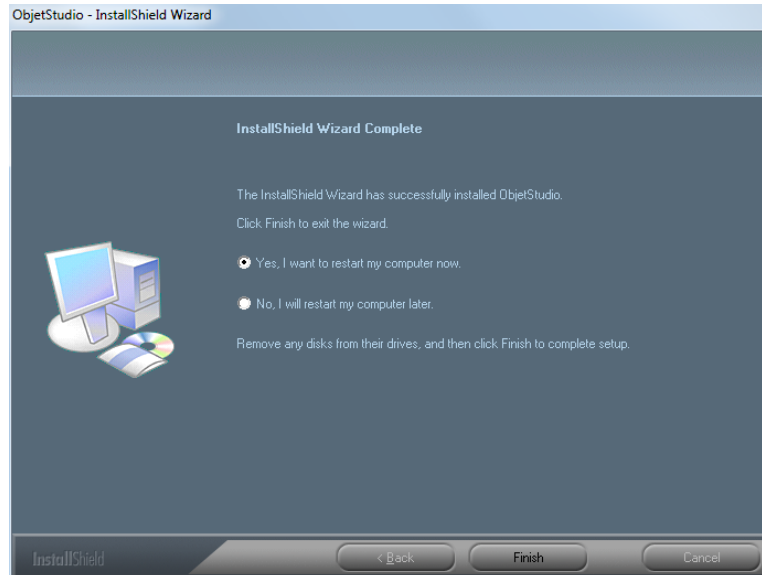 ObjetStudio - InstallShield Wizard
InstallShield Wizard Complete
The InstallShield Wizard has successfully installed ObjetStudio.
Click Finish to exit the wizard.
Yes, I want to restart my computer now.
No, I will restart my computer later.
Remove any disks from their drives, and then click Finish to complete setup.
InstallShield
< Back
Finish
Cancel